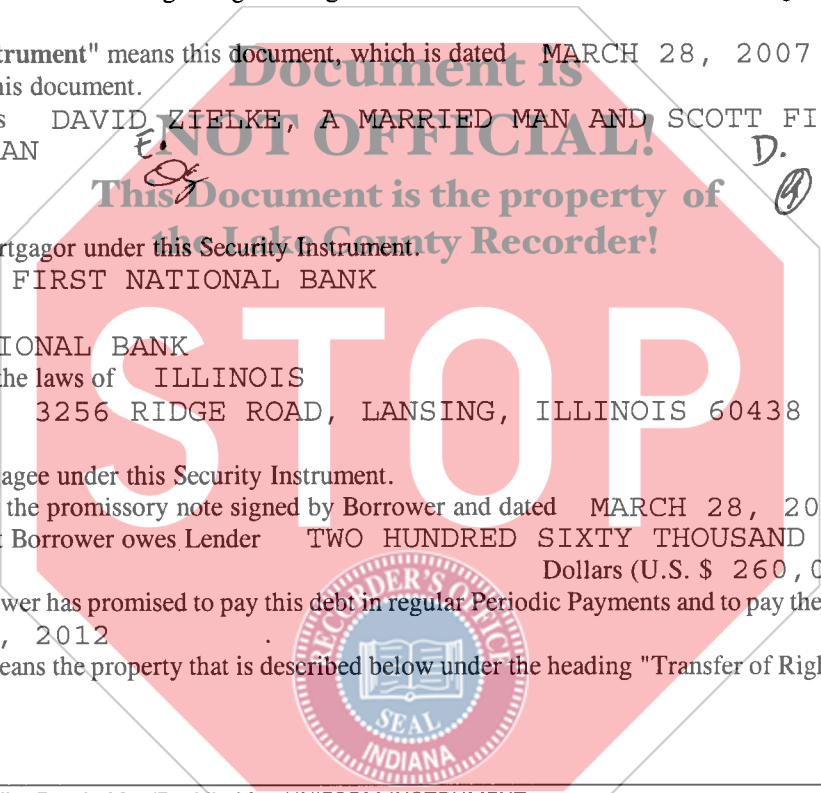 trument" means this document, which is dated MARCH 28, 2007
his document.
s DAVID ZIELKE, A MARRIED MAN AND SCOTT FI
AN E. D.
rtgagor under this Security Instrument.
FIRST NATIONAL BANK
IONAL BANK
the laws of ILLINOIS
3256 RIDGE ROAD, LANSING, ILLINOIS 60438
agee under this Security Instrument.
the promissory note signed by Borrower and dated MARCH 28, 20
t Borrower owes Lender TWO HUNDRED SIXTY THOUSAND
Dollars (U.S. $ 260,0
wer has promised to pay this debt in regular Periodic Payments and to pay the
, 2012 .
eans the property that is described below under the heading "Transfer of Righ
UNIFORM INSTRUMENT
Document is
NOT OFFICIAL!
This Document is the property of
the Lake County Recorder!
STOP
RECORDER'S OFFICE
SEAL
INDIANA